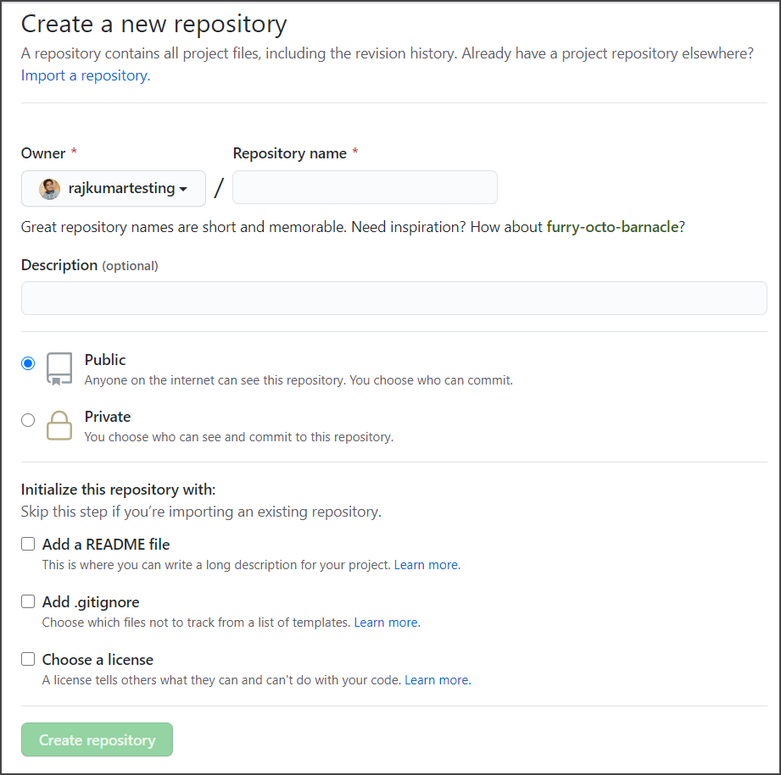 Create a new repository
A repository contains all project files, including the revision history. Already have a project repository elsewhere?
Import a repository.
Owner * Repository name *
rajkumartesting /
Great repository names are short and memorable. Need inspiration? How about furry-octo-barnacle?
Description (optional)
Public
Anyone on the internet can see this repository. You choose who can commit.
Private
You choose who can see and commit to this repository.
Initialize this repository with:
Skip this step if you’re importing an existing repository.
Add a README file
This is where you can write a long description for your project. Learn more.
Add .gitignore
Choose which files not to track from a list of templates. Learn more.
Choose a license
A license tells others what they can and can't do with your code. Learn more.
Create repository